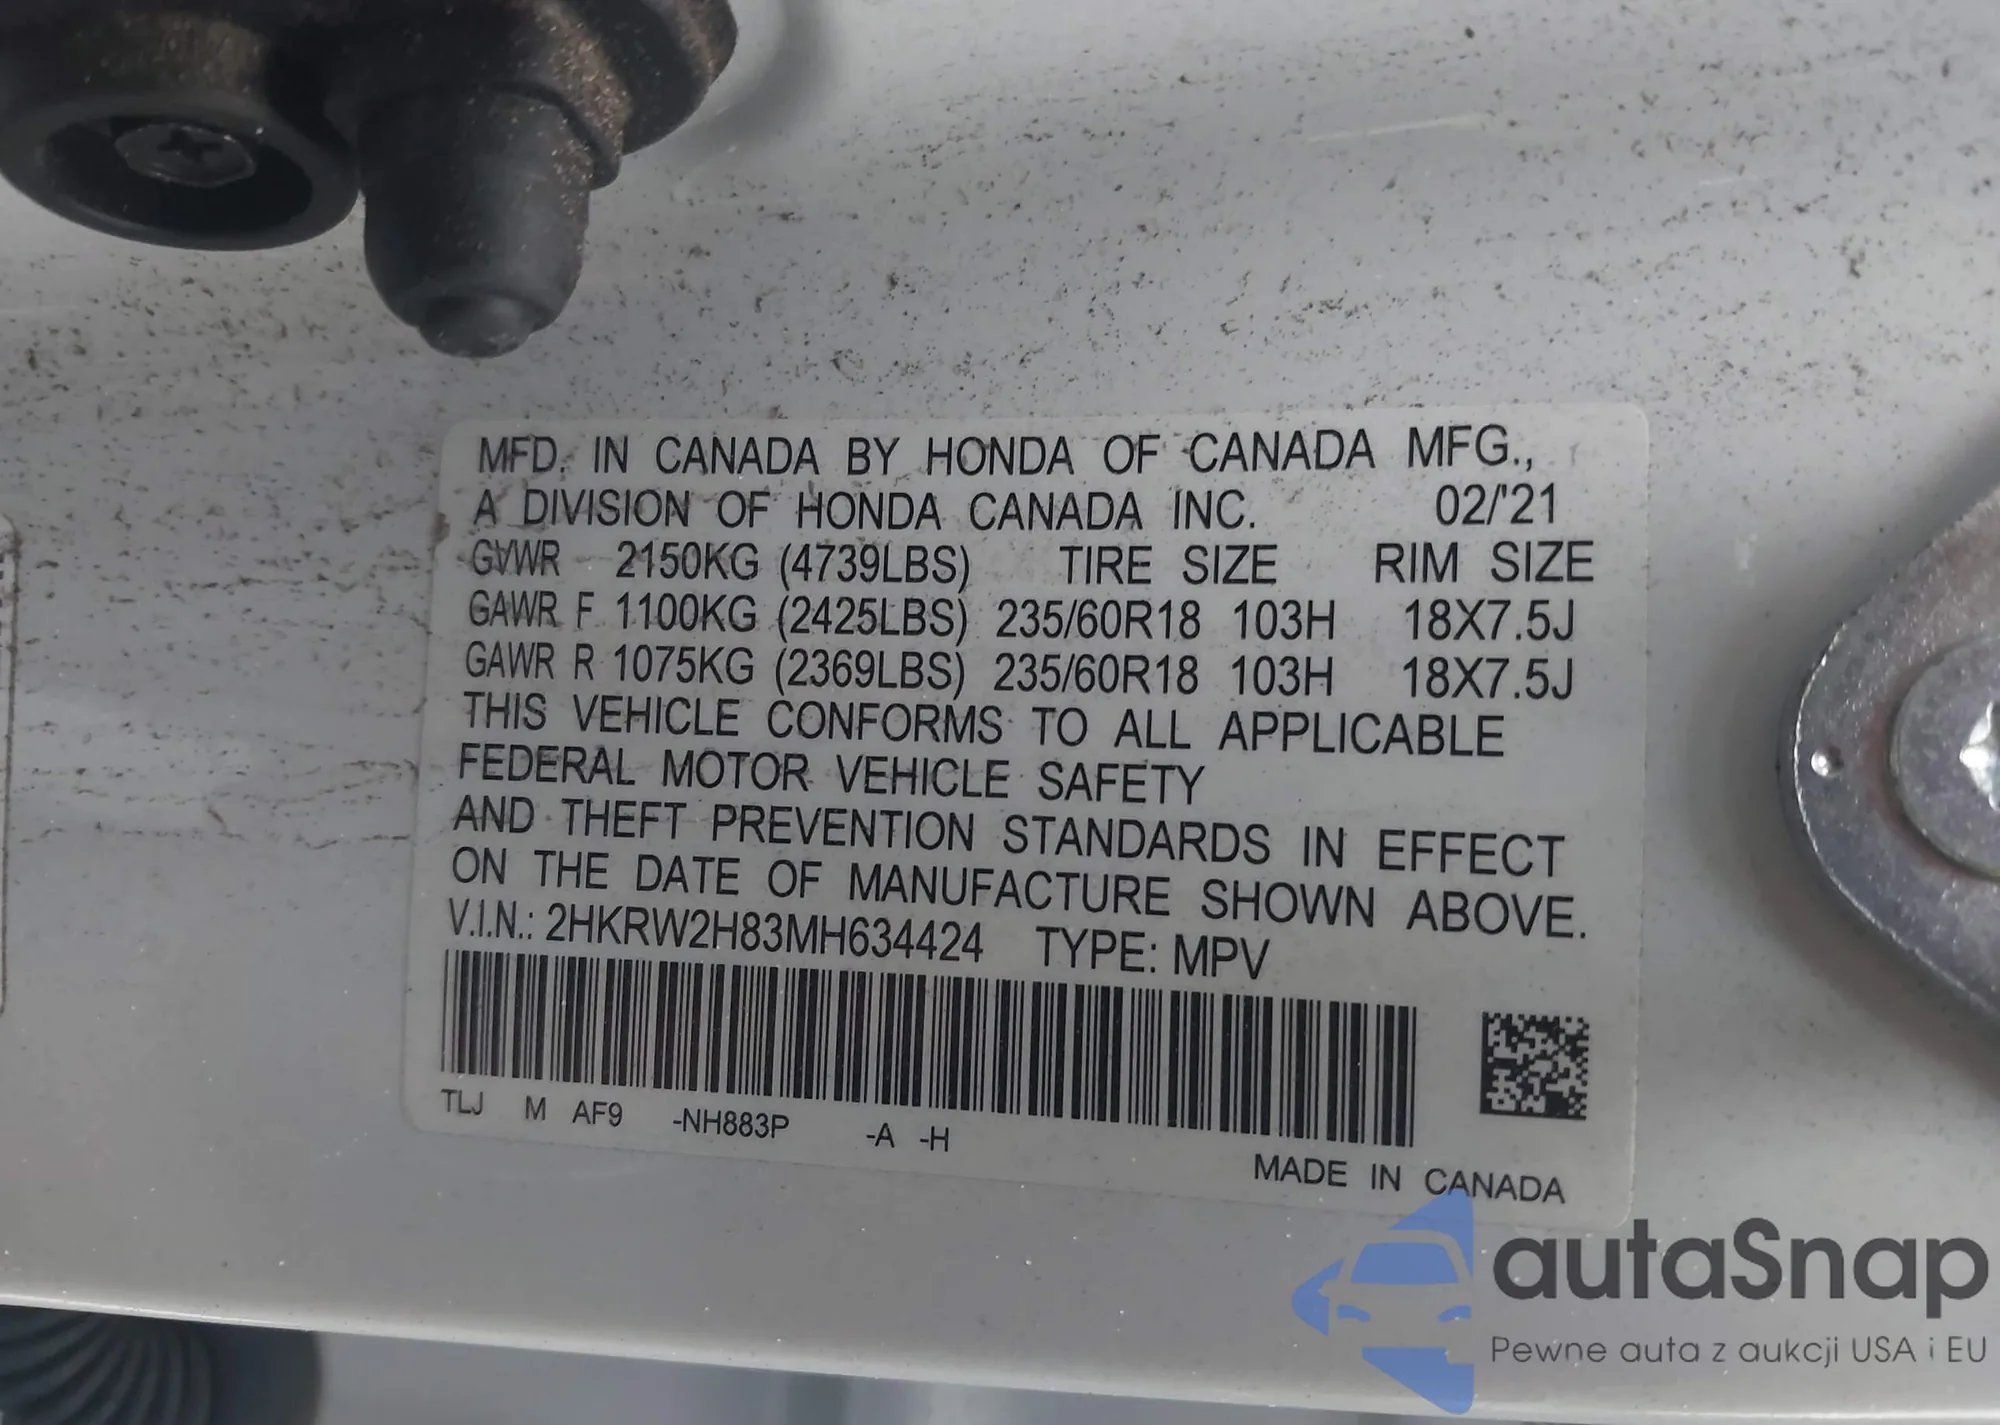 MFD. IN CANADA BY HONDA OF CANADA MFG.,
A DIVISION OF HONDA CANADA INC. 02/'21
GVWR 2150KG (4739LBS) TIRE SIZE RIM SIZE
GAWR F 1100KG (2425LBS) 235/60R18 103H 18X7.5J
GAWR R 1075KG (2369LBS) 235/60R18 103H 18X7.5J
THIS VEHICLE CONFORMS TO ALL APPLICABLE
FEDERAL MOTOR VEHICLE SAFETY
AND THEFT PREVENTION STANDARDS IN EFFECT
ON THE DATE OF MANUFACTURE SHOWN ABOVE.
V.I.N.: 2HKRW2H83MH634424 TYPE: MPV
TLJ M AF9 -NH883P -A -H
MADE IN CANADA
autaSnap
Pewne auta z aukcji USA i EU